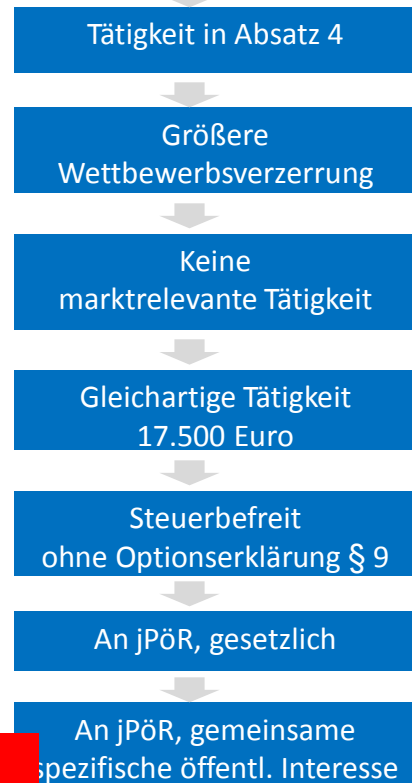 Tätigkeit in Absatz 4
Größere
Wettbewerbsverzerrung
Keine
marktrelevante Tätigkeit
Gleichartige Tätigkeit
17.500 Euro
Steuerbefreit
ohne Optionserklärung § 9
An jPöR, gesetzlich
An jPöR, gemeinsame
spezifische öffentl. Interesse